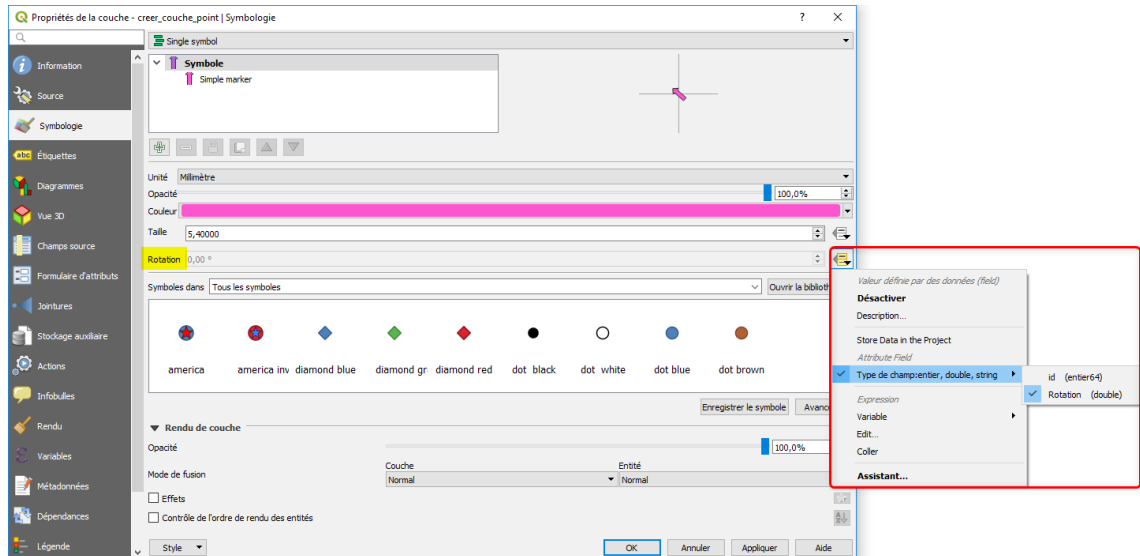 Propriétés de la couche - creer_couche_point | Symbologie
Single symbol
Information
Source
Symbologie
Étiquettes
Diagrammes
Vue 3D
Champs source
Formulaire d'attributs
Jointures
Stockage auxiliaire
Actions
Infobulles
Rendu
Variables
Métadonnées
Dépendances
Légende
Symbole
Simple marker
Unité Millimètre
Opacité 100,0%
Couleur
Taille 5,40000
Rotation 0,00 °
Symboles dans Tous les symboles Ouvrir la biblioth
america america inv diamond blue diamond gr diamond red dot black dot white dot blue dot brown
Enregistrer le symbole Avanc
Rendu de couche
Opacité 100,0%
Couche Entité
Mode de fusion Normal Normal
Effets
Contrôle de l'ordre de rendu des entités
Style OK Annuler Appliquer Aide
Valeur définie par des données (field)
Désactiver
Description...
Store Data in the Project
Attribute Field
Type de champ:entier, double, string
id (entier64)
Rotation (double)
Expression
Variable
Edit...
Coller
Assistant...